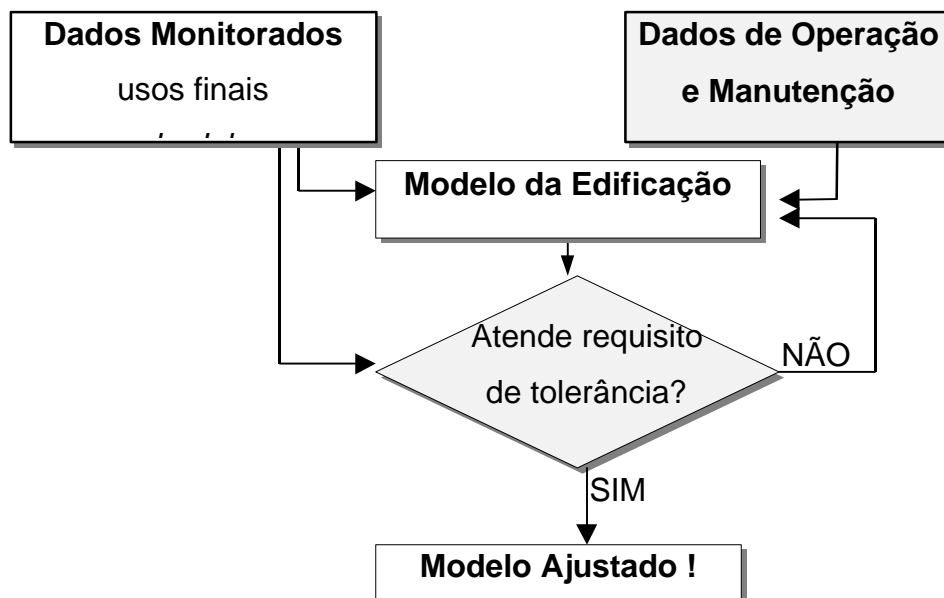 Dados Monitorados
usos finais
Dados de Operação
e Manutenção
Modelo da Edificação
Atende requisito
de tolerância?
NÃO
SIM
Modelo Ajustado !